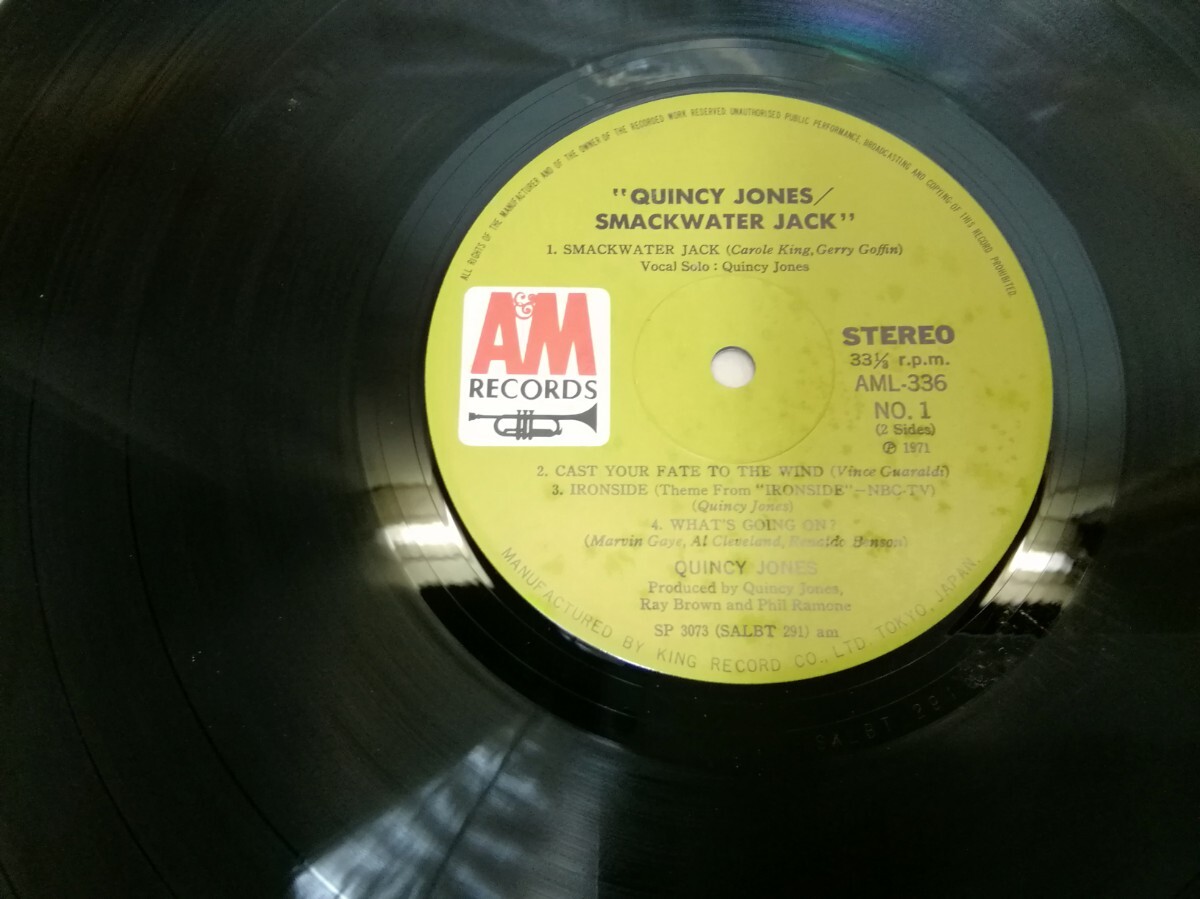 ALL RIGHTS OF THE MANUFACTURER AND OF THE OWNER OF THE RECORDED WORK RESERVED. UNAUTHORISED PUBLIC PERFORMANCE, BROADCASTING AND COPYING OF THIS RECORD PROHIBITED.
"QUINCY JONES/
SMACKWATER JACK"
1. SMACKWATER JACK (Carole King, Gerry Goffin)
Vocal Solo : Quincy Jones
A&M
RECORDS
STEREO
33⅓ r.p.m.
AML-336
NO. 1
(2 Sides)
Ⓟ 1971
2. CAST YOUR FATE TO THE WIND (Vince Guaraldi)
3. IRONSIDE (Theme From "IRONSIDE"—NBC-TV)
(Quincy Jones)
4. WHAT'S GOING ON?
(Marvin Gaye, Al Cleveland, Renaldo Benson)
QUINCY JONES
Produced by Quincy Jones,
Ray Brown and Phil Ramone
SP 3073 (SALBT 291) am
MANUFACTURED BY KING RECORD CO., LTD. TOKYO, JAPAN